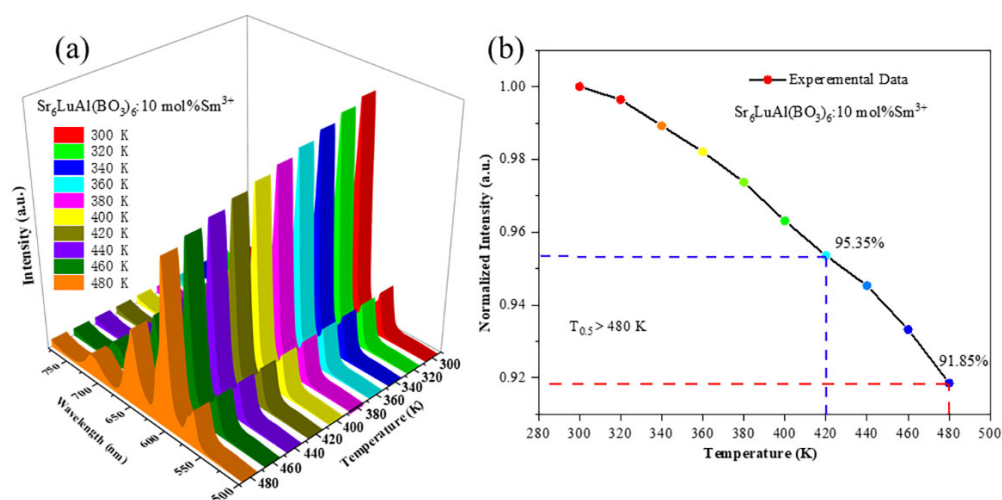 (a)
Sr₆LuAl(BO₃)₆:10 mol%Sm³⁺
300 K
320 K
340 K
360 K
380 K
400 K
420 K
440 K
460 K
480 K
Intensity (a.u.)
750
700
650
600
550
500
Wavelength (nm)
480
460
440
420
400
380
360
340
320
300
Temperature (K)
(b)
Experemental Data
Sr₆LuAl(BO₃)₆:10 mol%Sm³⁺
95.35%
91.85%
T₀.₅ > 480 K
Normalized Intensity (a.u.)
1.00
0.98
0.96
0.94
0.92
280 300 320 340 360 380 400 420 440 460 480 500
Temperature (K)